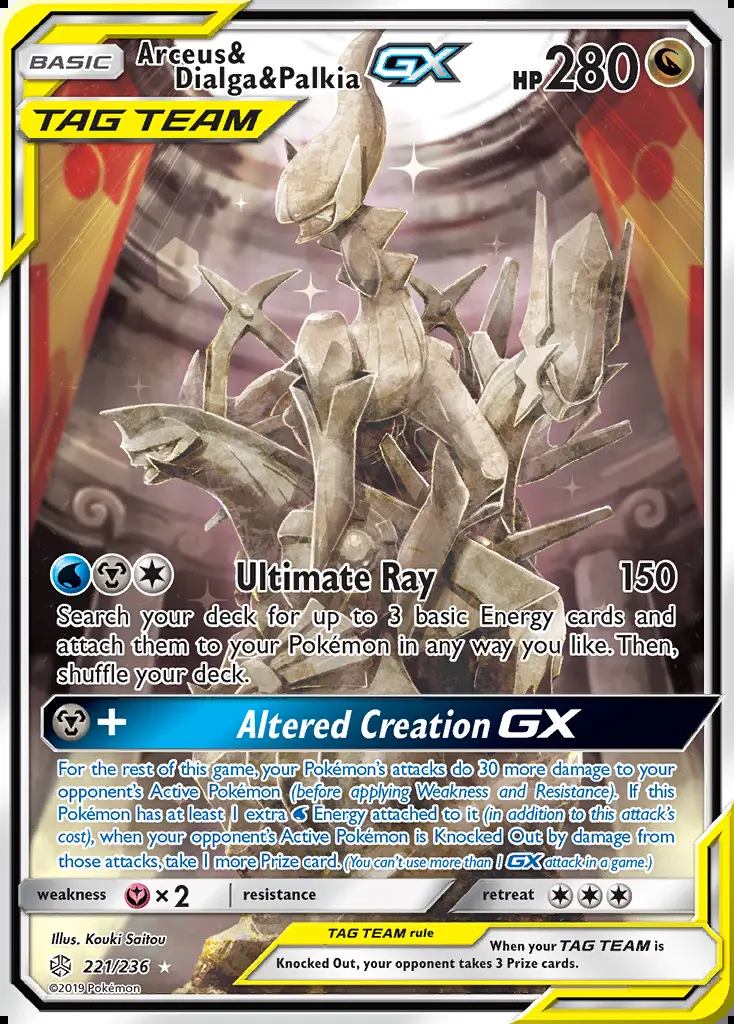 BASIC
Arceus&
Dialga&Palkia GX
HP 280
TAG TEAM
Ultimate Ray 150
Search your deck for up to 3 basic Energy cards and
attach them to your Pokémon in any way you like. Then,
shuffle your deck.
+ Altered Creation GX
For the rest of this game, your Pokémon's attacks do 30 more damage to your
opponent's Active Pokémon (before applying Weakness and Resistance). If this
Pokémon has at least 1 extra Energy attached to it (in addition to this attack's
cost), when your opponent's Active Pokémon is Knocked Out by damage from
those attacks, take 1 more Prize card. (You can't use more than 1 GX attack in a game.)
weakness ×2 resistance retreat
Illus. Kouki Saitou
TAG TEAM rule
When your TAG TEAM is
Knocked Out, your opponent takes 3 Prize cards.
221/236
©2019 Pokémon